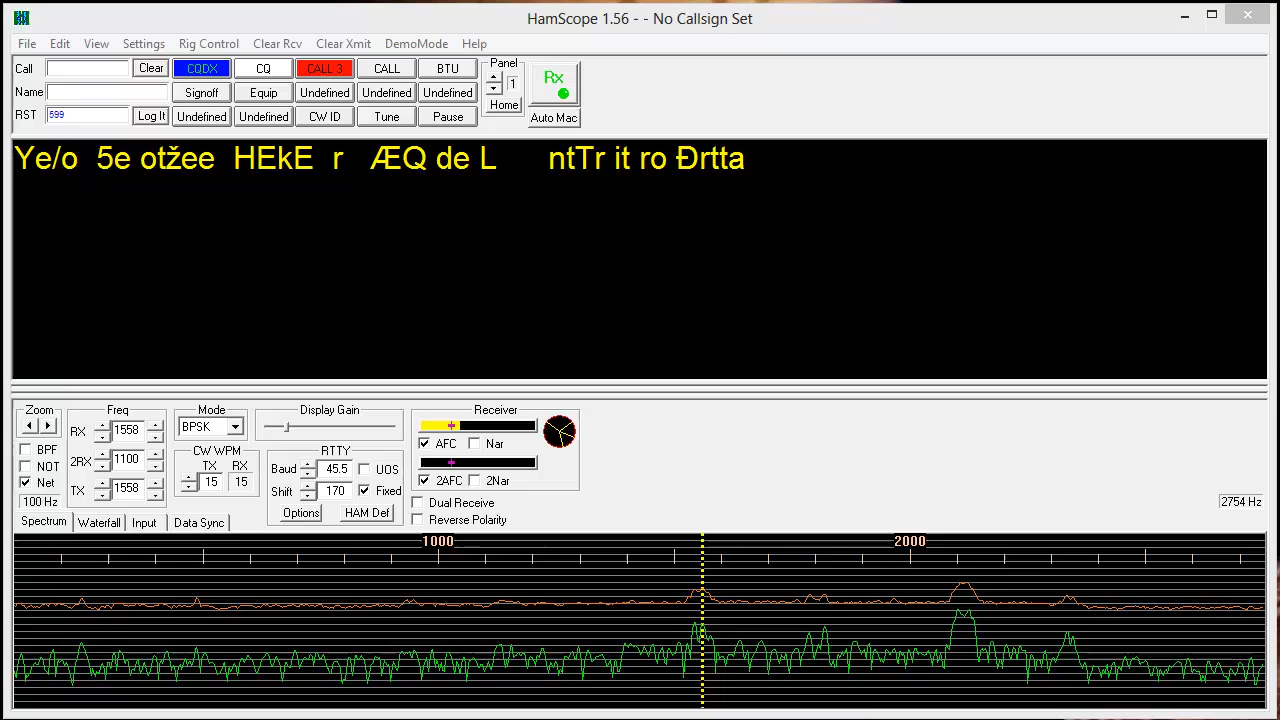 HamScope 1.56 - - No Callsign Set
File Edit View Settings Rig Control Clear Rcv Clear Xmit DemoMode Help
Call Clear CQDX CQ CALL 3 CALL BTU Panel 1 Rx
Name Signoff Equip Undefined Undefined Undefined Home
RST 599 Log It Undefined Undefined CW ID Tune Pause Auto Mac
Ye/o 5e otžee HEkE r ÆQ de L ntTr it ro Ðrtta
Zoom Freq Mode Display Gain Receiver
RX 1558 BPSK
BPF AFC Nar
CW WPM RTTY
NOT 2RX 1100 TX RX Baud 45.5 UOS
Net TX 1558 15 15 Shift 170 Fixed 2AFC 2Nar
100 Hz Options HAM Def Dual Receive 2754 Hz
Spectrum Waterfall Input Data Sync Reverse Polarity
1000 2000